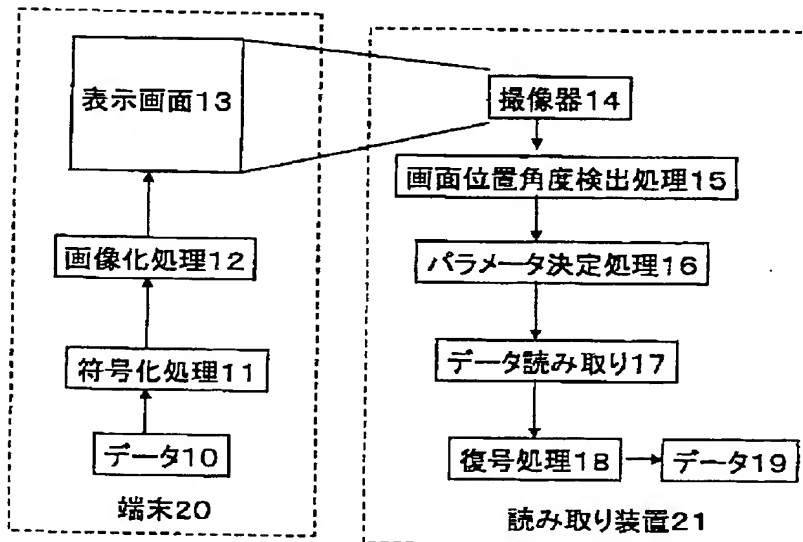 表示画面13
画像化処理12
符号化処理11
データ10
端末20
撮像器14
画面位置角度検出処理15
パラメータ決定処理16
データ読み取り17
復号処理18
データ19
読み取り装置21